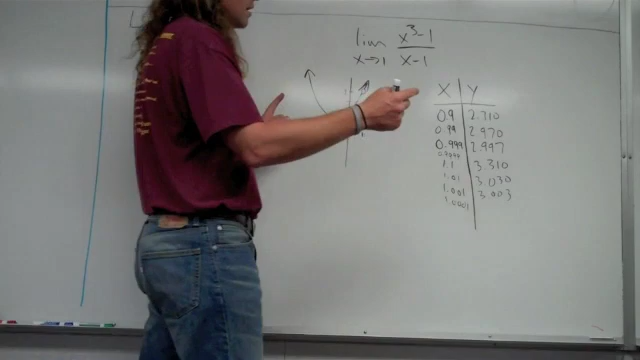 lim x³-1
x→1 x-1
X Y
0.9 2.710
0.99 2.970
0.999 2.997
0.9999
1.1 3.310
1.01 3.030
1.001 3.003
1.0001